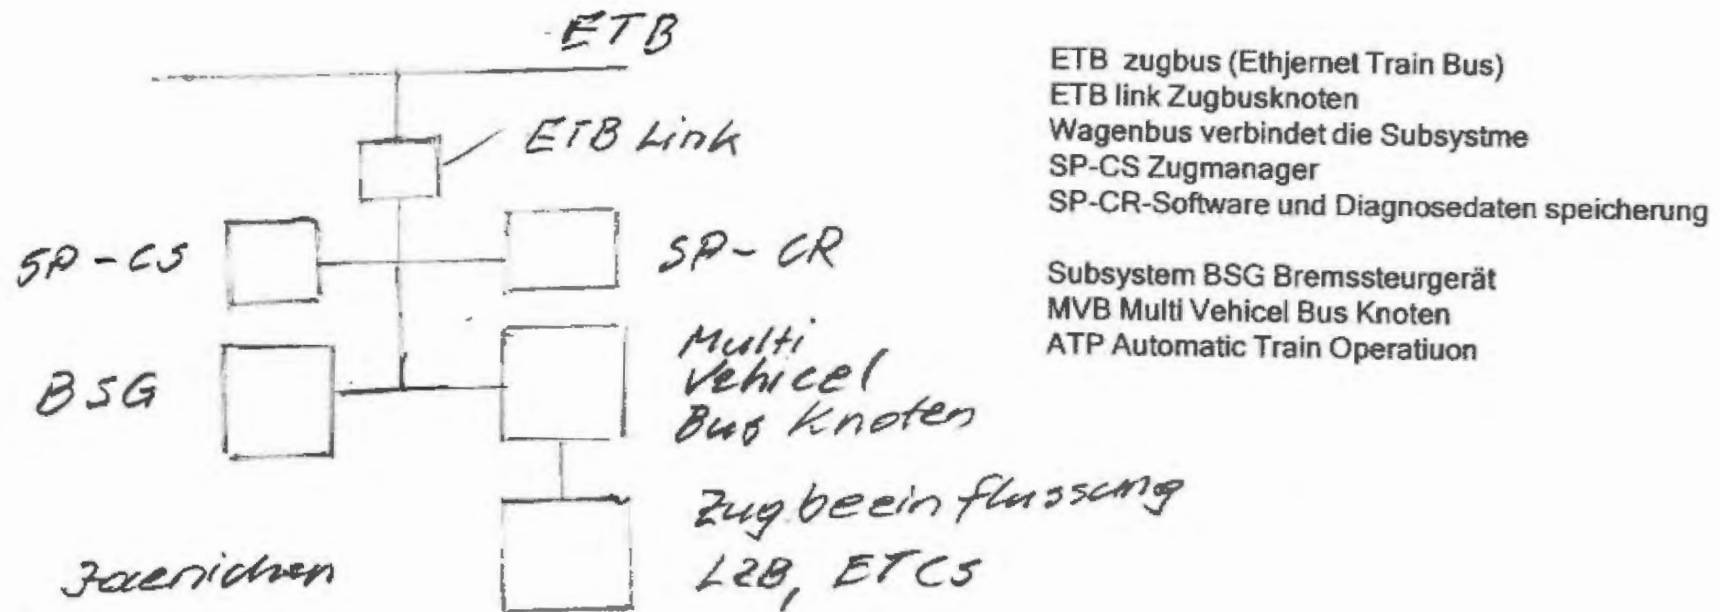 ETB
ETB Link
SP-CS
SP-CR
BSG
Multi
Vehicel
Bus Knoten
Zugbeeinflussung
LZB, ETCS
ETB zugbus (Ethjernet Train Bus)
ETB link Zugbusknoten
Wagenbus verbindet die Subsystme
SP-CS Zugmanager
SP-CR-Software und Diagnosedaten speicherung
Subsystem BSG Bremssteurgerät
MVB Multi Vehicel Bus Knoten
ATP Automatic Train Operatiuon